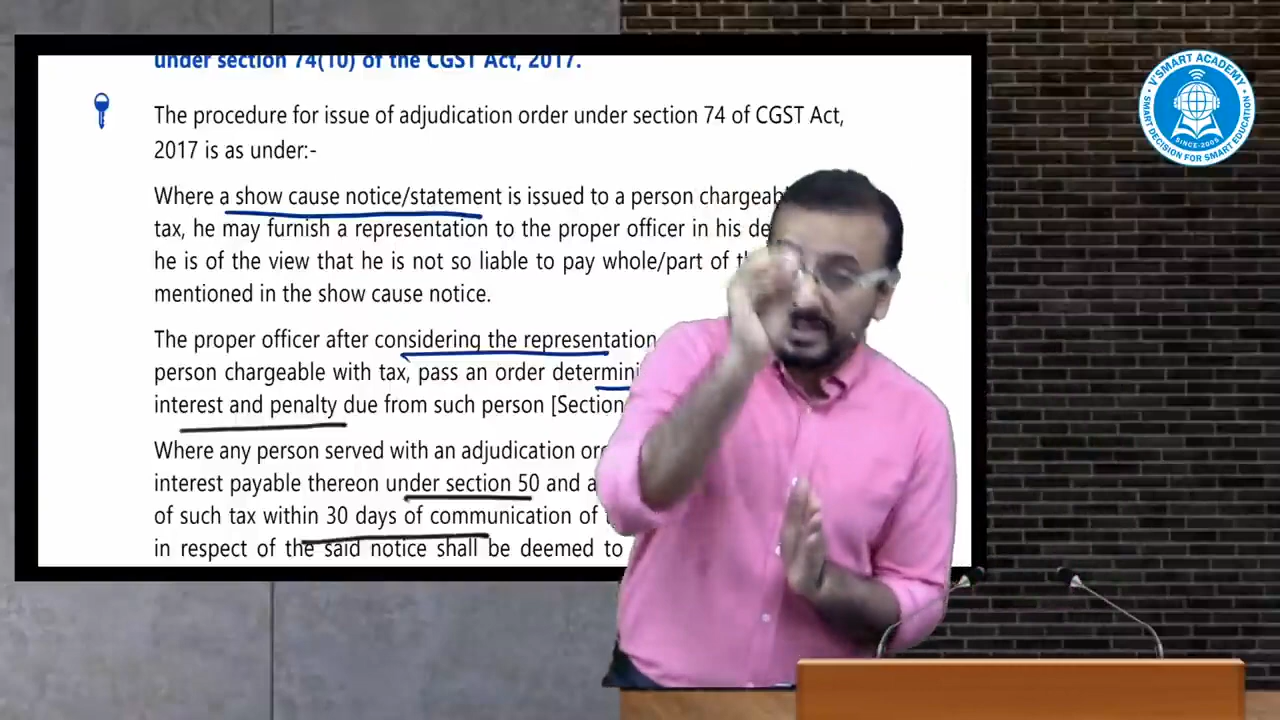 under section 74(10) of the CGST Act, 2017.
The procedure for issue of adjudication order under section 74 of CGST Act,
2017 is as under:-
Where a show cause notice/statement is issued to a person
tax, he may furnish a representation to the proper officer in his
he is of the view that he is not so liable to pay whole/part of
mentioned in the show cause notice.
The proper officer after considering the representation
person chargeable with tax, pass an order
interest and penalty due from such person [Section
Where any person served with an adjudication
interest payable thereon under section 50 and
of such tax within 30 days of communication of
in respect of the said notice shall be deemed to
V'SMART ACADEMY
SINCE-2005
SMART DECISION FOR SMART EDUCATION